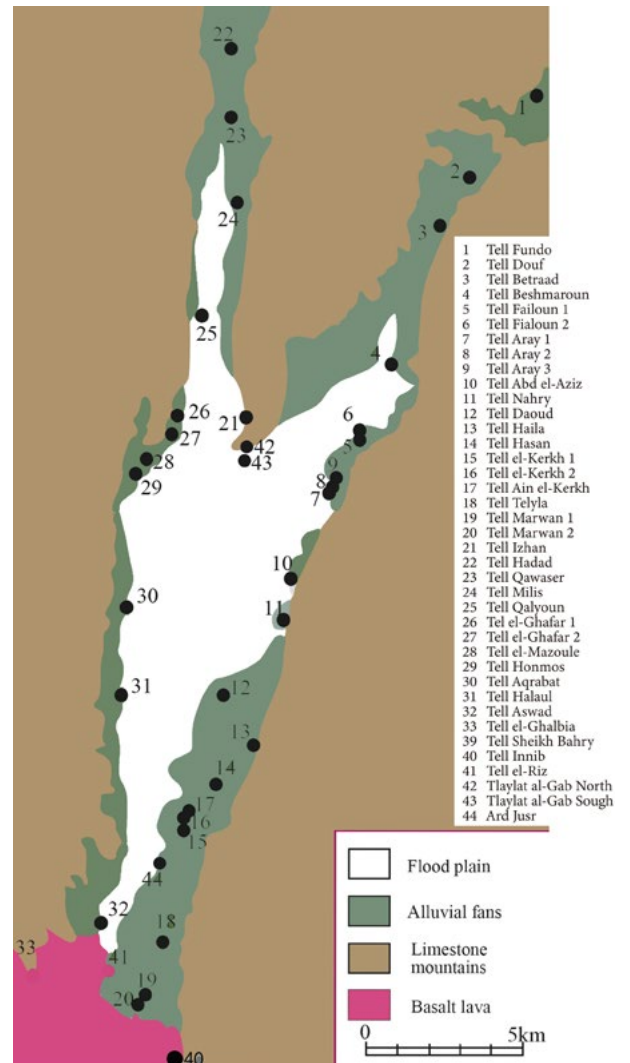 22
1
23
2
24
3
25
4
26
21
6
27
42
5
28
43
9
29
8
7
10
30
11
31
12
13
14
17
16
15
44
32
18
33
41
19
20
40
1 Tell Fundo
2 Tell Douf
3 Tell Betraad
4 Tell Beshmaroun
5 Tell Failoun 1
6 Tell Fialoun 2
7 Tell Aray 1
8 Tell Aray 2
9 Tell Aray 3
10 Tell Abd el-Aziz
11 Tell Nahry
12 Tell Daoud
13 Tell Haila
14 Tell Hasan
15 Tell el-Kerkh 1
16 Tell el-Kerkh 2
17 Tell Ain el-Kerkh
18 Tell Telyla
19 Tell Marwan 1
20 Tell Marwan 2
21 Tell Izhan
22 Tell Hadad
23 Tell Qawaser
24 Tell Milis
25 Tell Qalyoun
26 Tel el-Ghafar 1
27 Tell el-Ghafar 2
28 Tell el-Mazoule
29 Tell Honmos
30 Tell Aqrabat
31 Tell Halaul
32 Tell Aswad
33 Tell el-Ghalbia
39 Tell Sheikh Bahry
40 Tell Innib
41 Tell el-Riz
42 Tlaylat al-Gab North
43 Tlaylat al-Gab Sough
44 Ard Jusr
Flood plain
Alluvial fans
Limestone
mountains
Basalt lava
0 5km